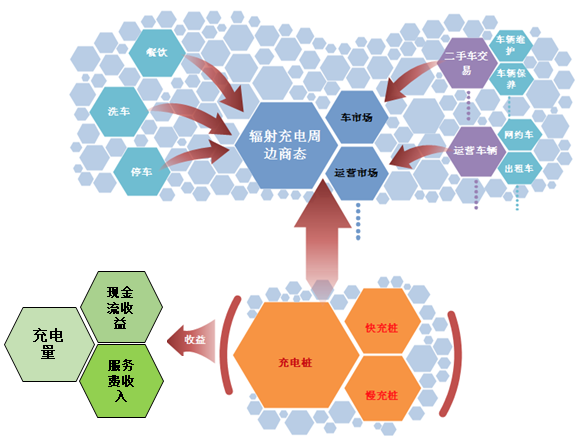 餐饮
洗车
停车
辐射充电周
边商态
车市场
运营市场
二手车交
易
车辆维
护
车辆保
养
运营车辆
网约车
出租车
充电
量
现金
流收
益
服务
费收
入
收益
充电桩
快充桩
慢充桩